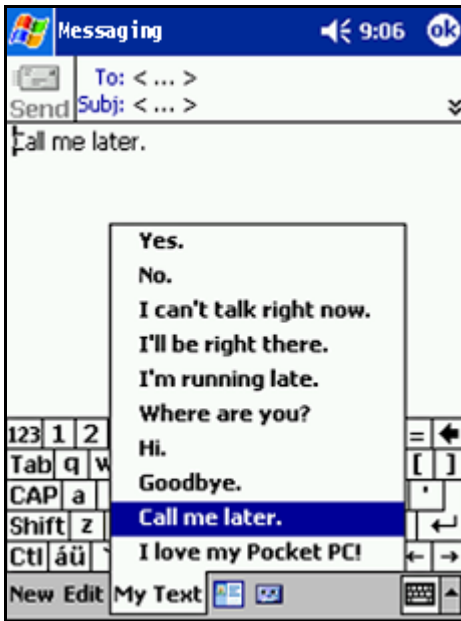 Messaging 9:06 ok
To: < ... >
Send Subj: < ... >
Call me later.
Yes.
No.
I can't talk right now.
I'll be right there.
I'm running late.
Where are you?
Hi.
Goodbye.
Call me later.
I love my Pocket PC!
123 1 2 =
Tab q w [ ]
CAP a '
Shift z
Ctl áü `
New Edit My Text